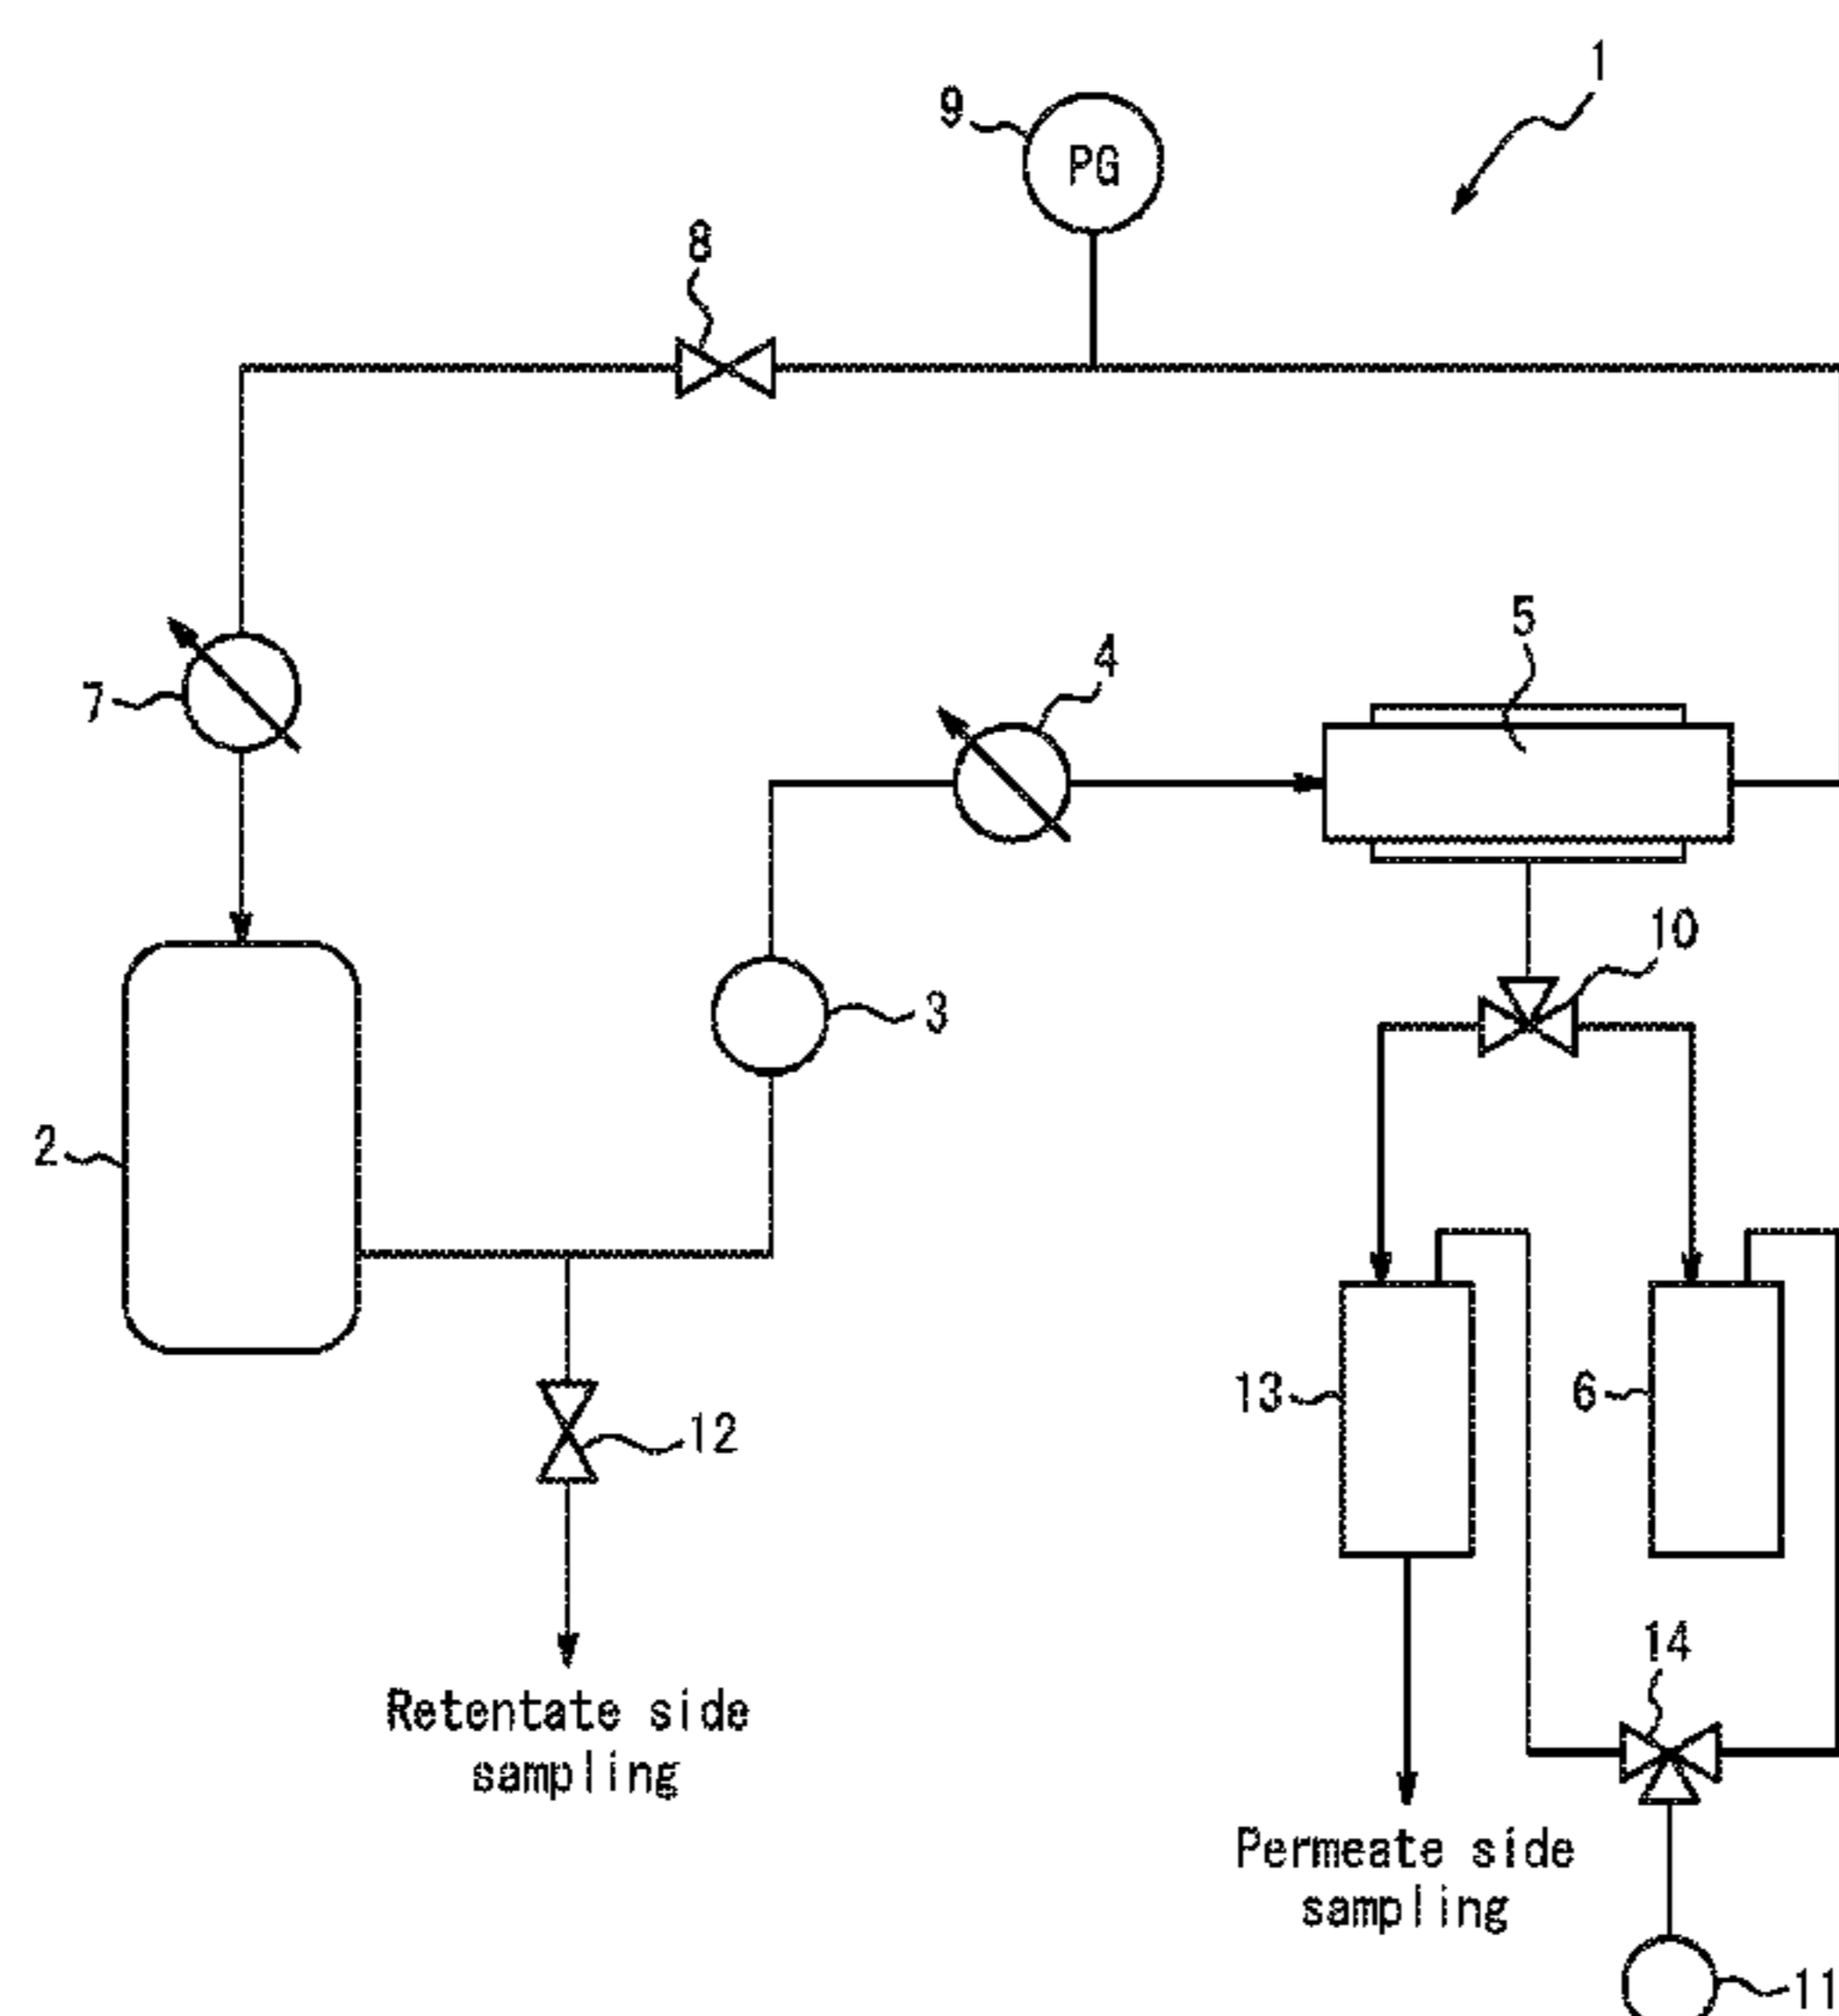 1
9
PG
8
5
4
7
10
3
2
13
6
12
14
Retentate side
sampling
Permeate side
sampling
11